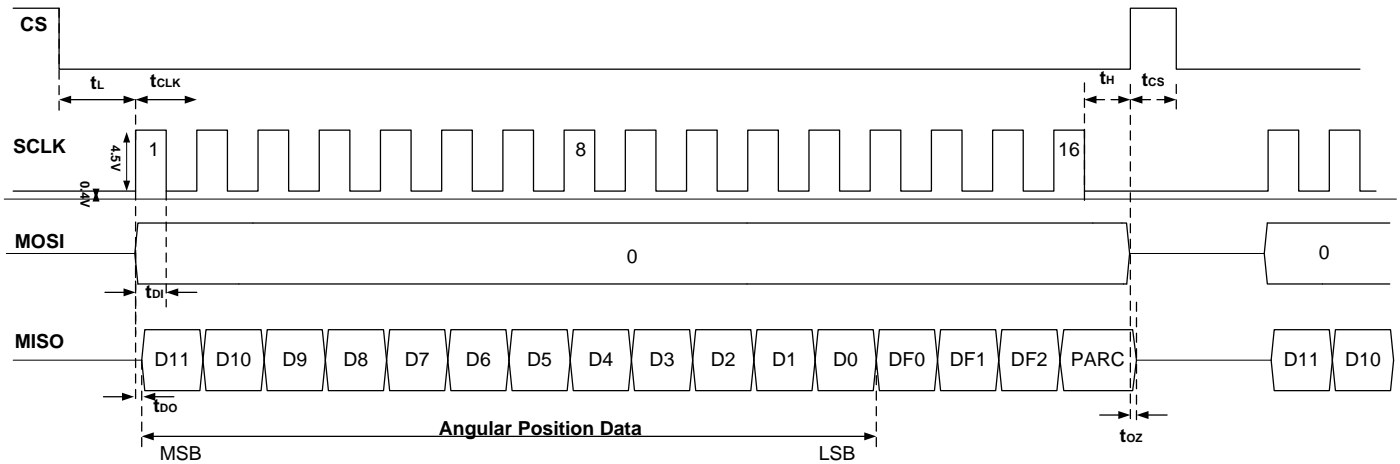 CS
tL tCLK tH tCS
SCLK 4.5V 1 8 16
0.4V
MOSI 0 0
tDI
MISO D11 D10 D9 D8 D7 D6 D5 D4 D3 D2 D1 D0 DF0 DF1 DF2 PARC D11 D10
tDO
Angular Position Data
tOZ
MSB LSB